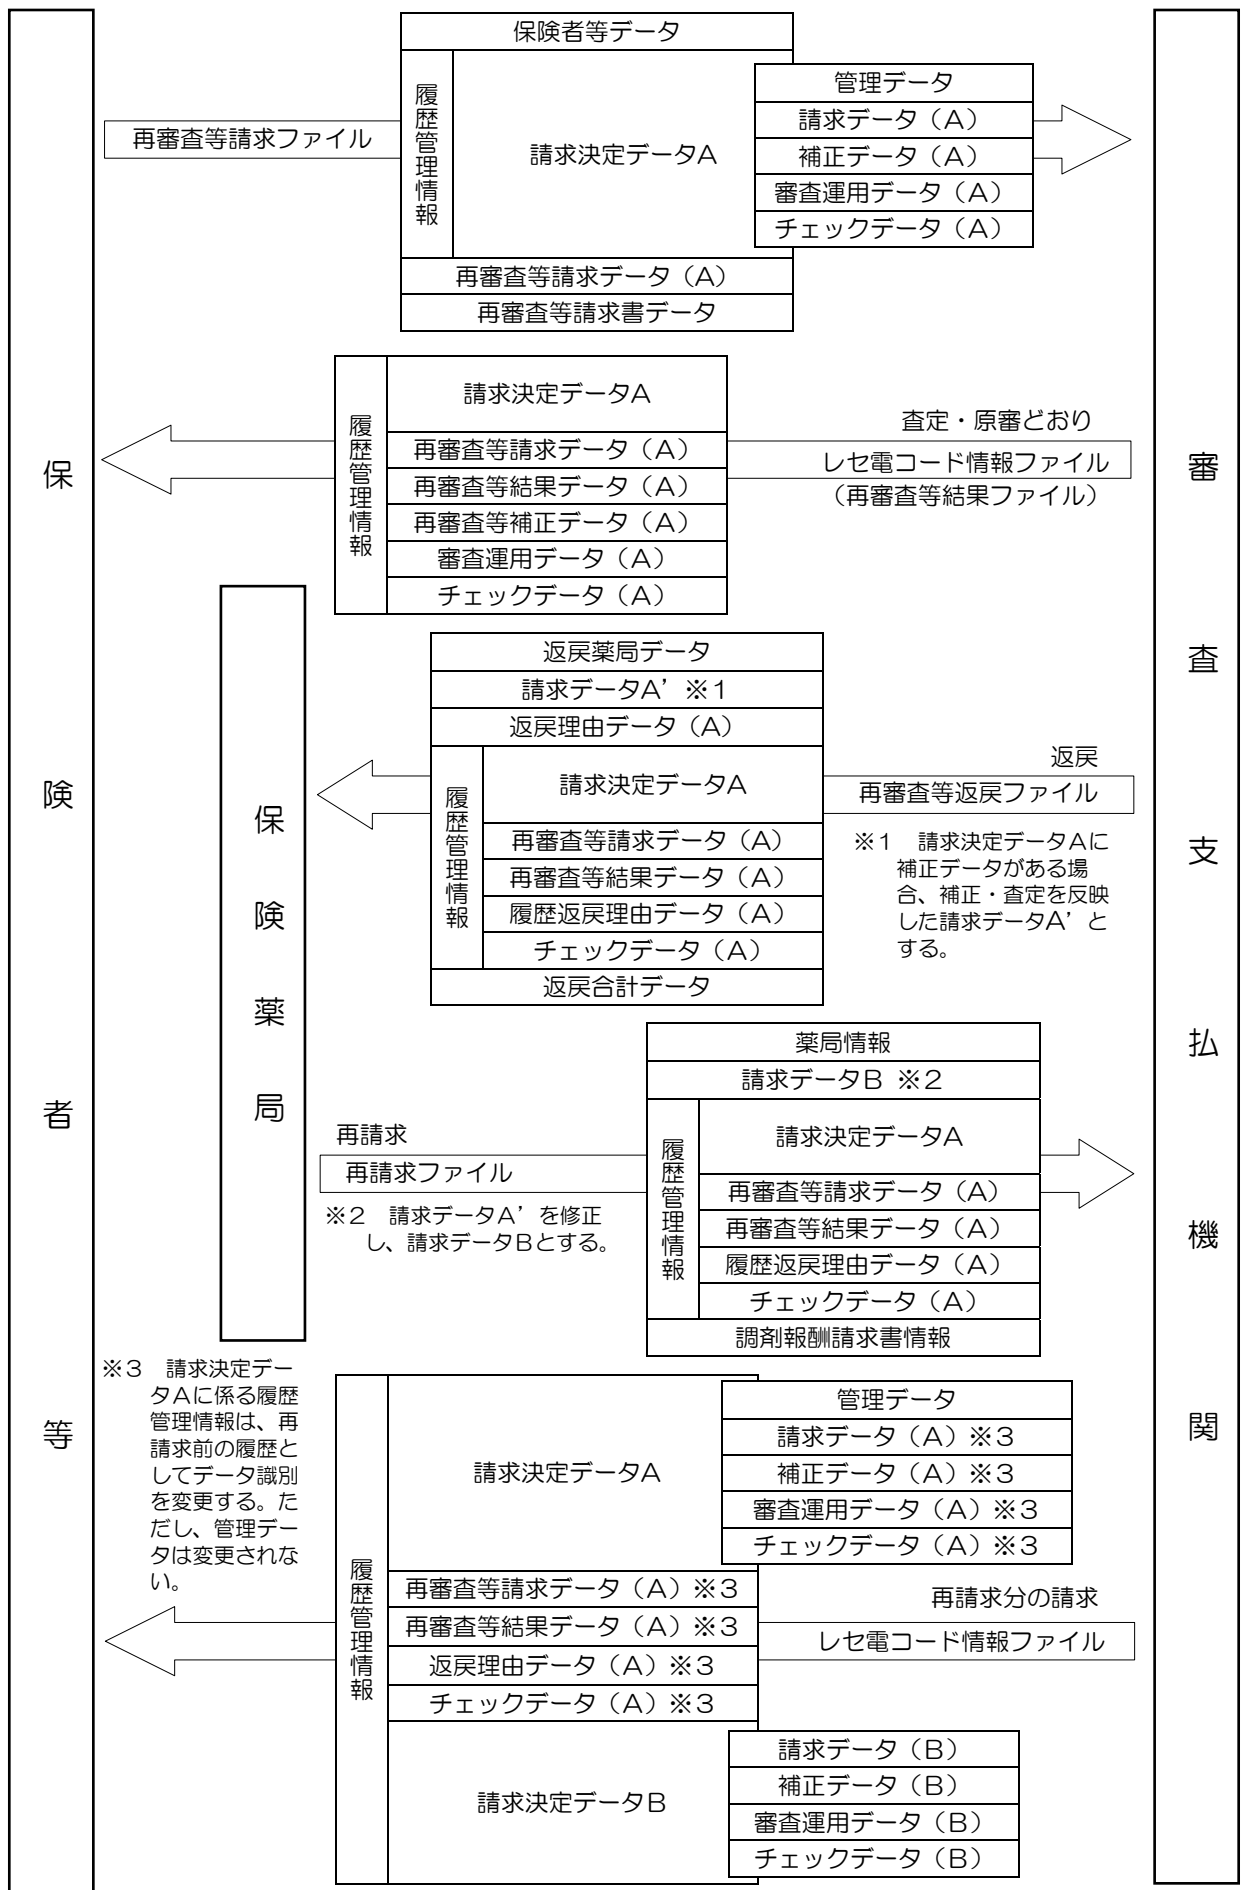 保険者等
審査支払機関
保険者等データ
履歴管理情報
請求決定データA
管理データ
請求データ（A）
補正データ（A）
審査運用データ（A）
チェックデータ（A）
再審査等請求ファイル
再審査等請求データ（A）
再審査等請求書データ
履歴管理情報
請求決定データA
再審査等請求データ（A）
再審査等結果データ（A）
再審査等補正データ（A）
審査運用データ（A）
チェックデータ（A）
査定・原審どおり
レセ電コード情報ファイル
（再審査等結果ファイル）
保険薬局
返戻薬局データ
請求データA’ ※1
返戻理由データ（A）
履歴管理情報
請求決定データA
再審査等請求データ（A）
再審査等結果データ（A）
履歴返戻理由データ（A）
チェックデータ（A）
返戻合計データ
返戻
再審査等返戻ファイル
※1　請求決定データAに
補正データがある場
合、補正・査定を反映
した請求データA’と
する。
薬局情報
請求データB ※2
履歴管理情報
請求決定データA
再審査等請求データ（A）
再審査等結果データ（A）
履歴返戻理由データ（A）
チェックデータ（A）
調剤報酬請求書情報
再請求
再請求ファイル
※2　請求データA’を修正
し、請求データBとする。
※3　請求決定デー
タAに係る履歴
管理情報は、再
請求前の履歴と
してデータ識別
を変更する。た
だし、管理デー
タは変更されな
い。
履歴管理情報
請求決定データA
管理データ
請求データ（A）※3
補正データ（A）※3
審査運用データ（A）※3
チェックデータ（A）※3
再審査等請求データ（A）※3
再審査等結果データ（A）※3
返戻理由データ（A）※3
チェックデータ（A）※3
再請求分の請求
レセ電コード情報ファイル
請求決定データB
請求データ（B）
補正データ（B）
審査運用データ（B）
チェックデータ（B）